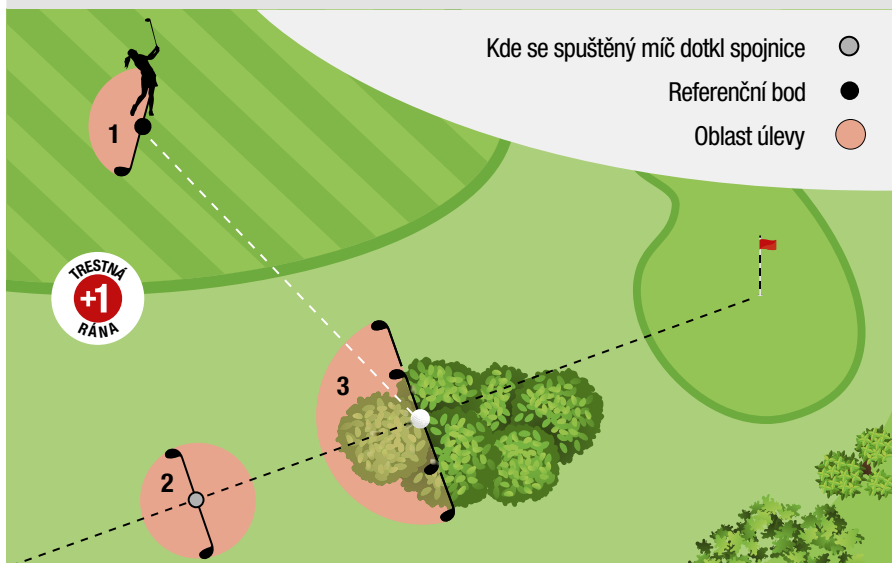 Kde se spuštěný míč dotkl spojnice
Referenční bod
Oblast úlevy
1
TRESTNÁ
+1
RÁNA
3
2